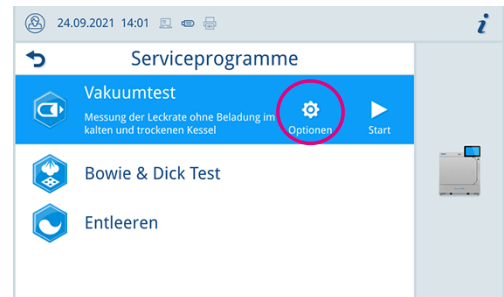 24.09.2021 14:01
i
Serviceprogramme
Vakuumtest
Messung der Leckrate ohne Beladung im
kalten und trockenen Kessel
Optionen
Start
Bowie & Dick Test
Entleeren